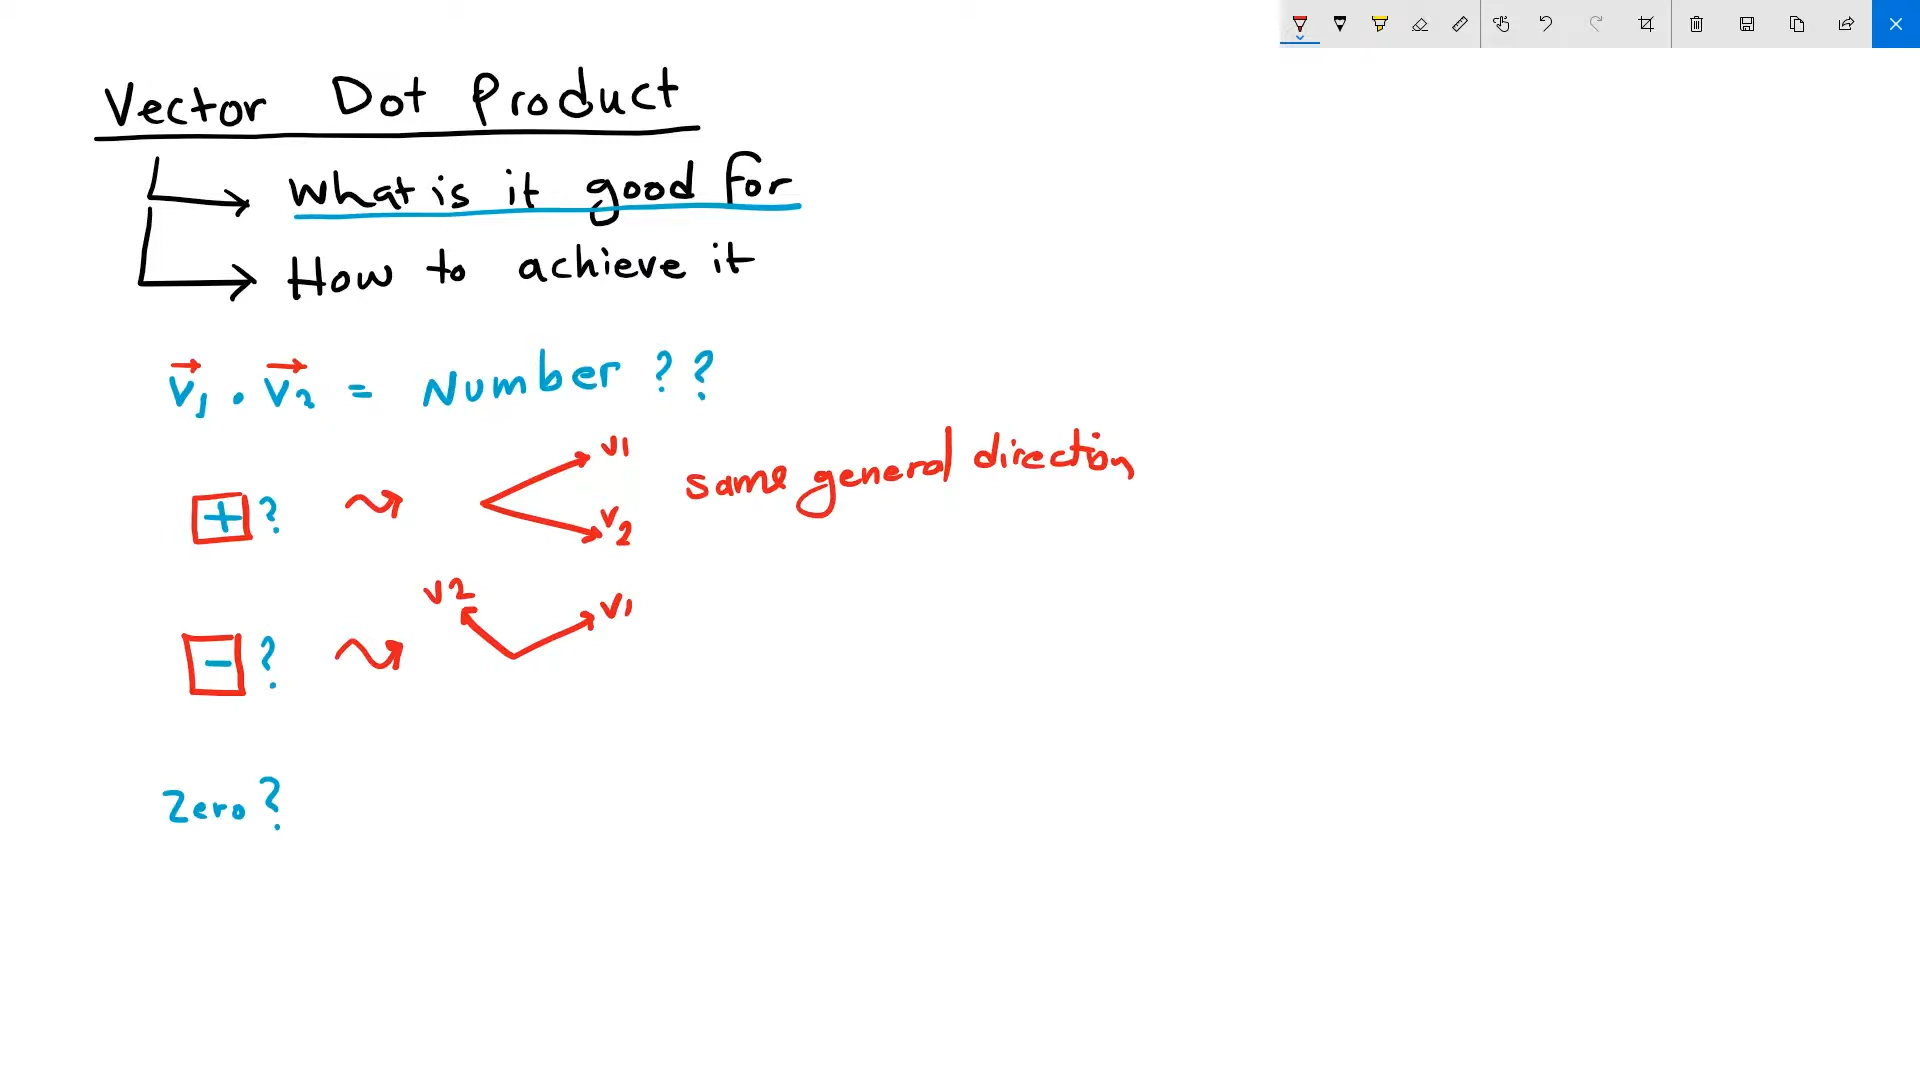 Vector Dot Product
What is it good for
How to achieve it
v1 . v2 = Number ??
v1
same general direction
+ ?
v2
v2
v1
- ?
Zero?